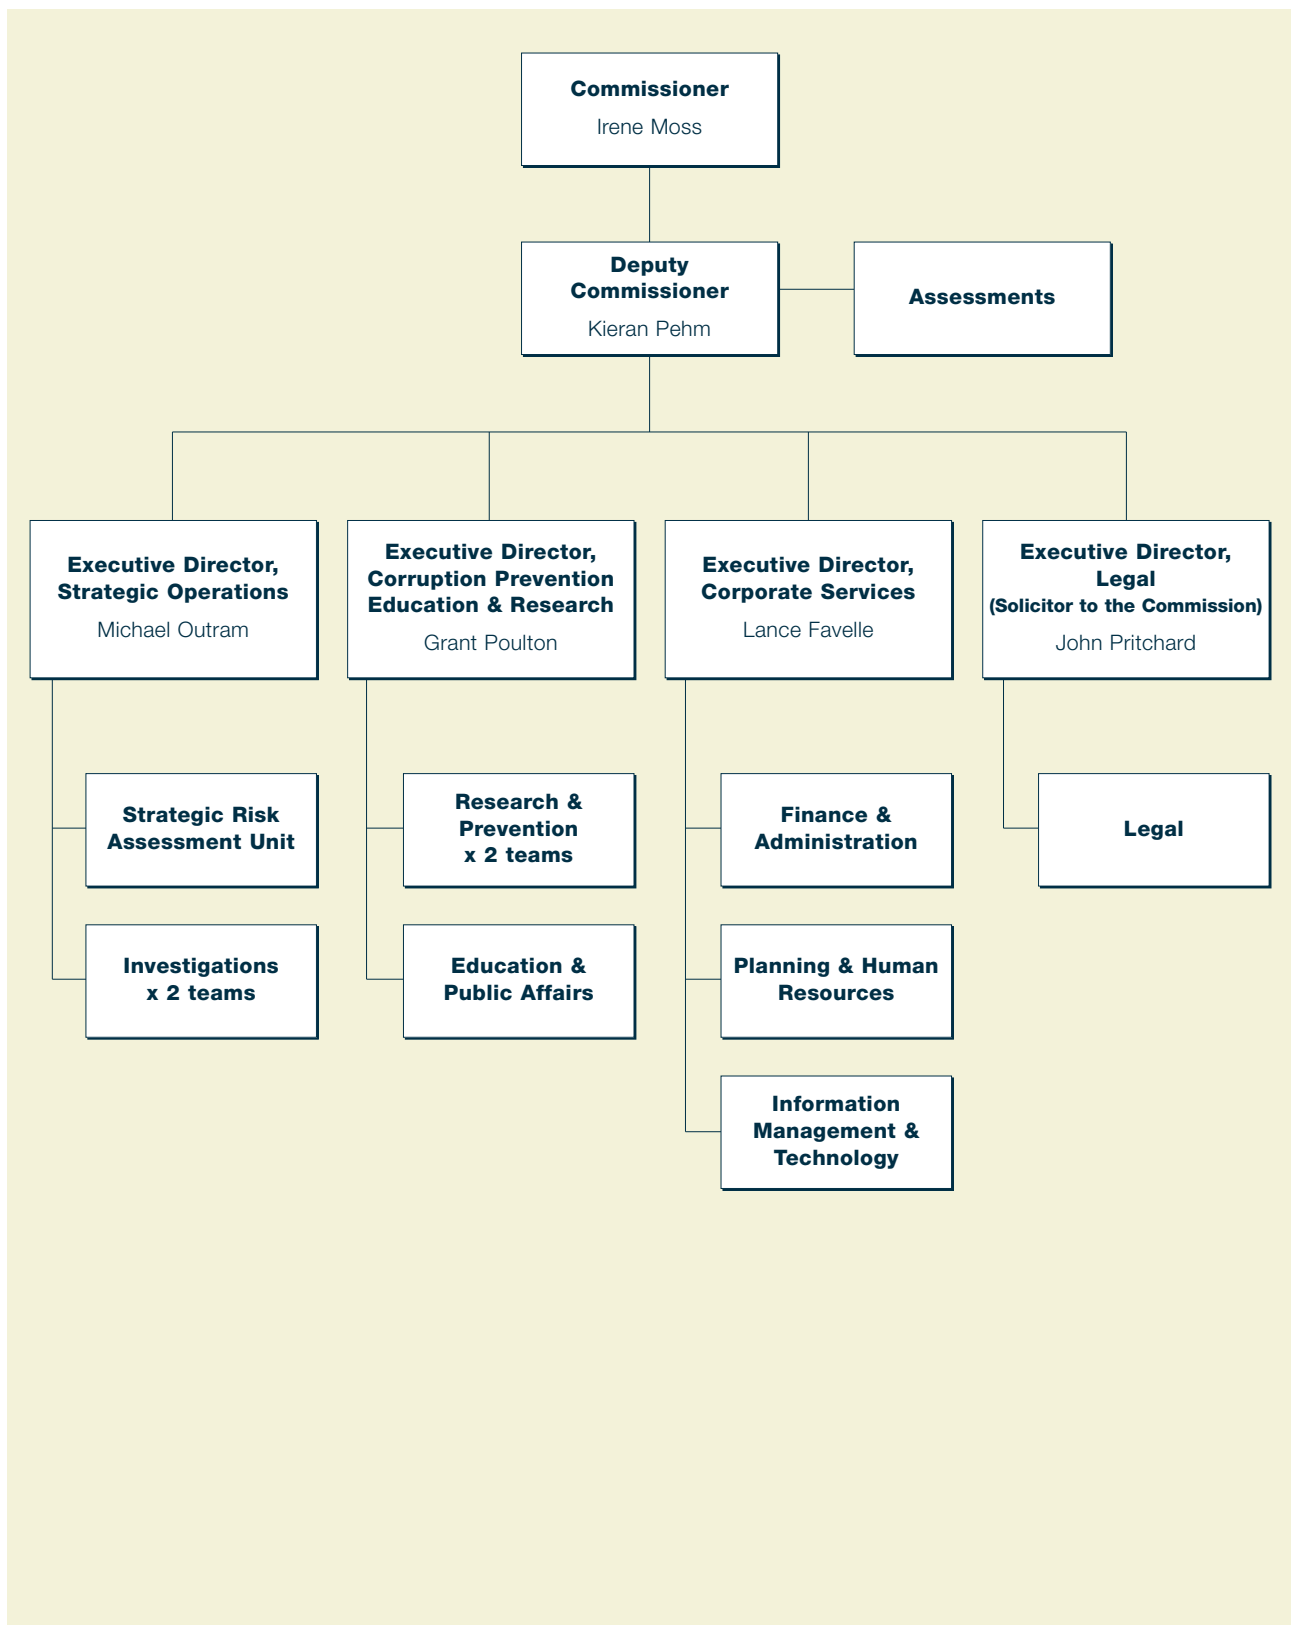 Commissioner
Irene Moss
Deputy
Commissioner
Kieran Pehm
Assessments
Executive Director,
Strategic Operations
Michael Outram
Executive Director,
Corruption Prevention
Education & Research
Grant Poulton
Executive Director,
Corporate Services
Lance Favelle
Executive Director,
Legal
(Solicitor to the Commission)
John Pritchard
Strategic Risk
Assessment Unit
Research &
Prevention
x 2 teams
Finance &
Administration
Legal
Investigations
x 2 teams
Education &
Public Affairs
Planning & Human
Resources
Information
Management &
Technology